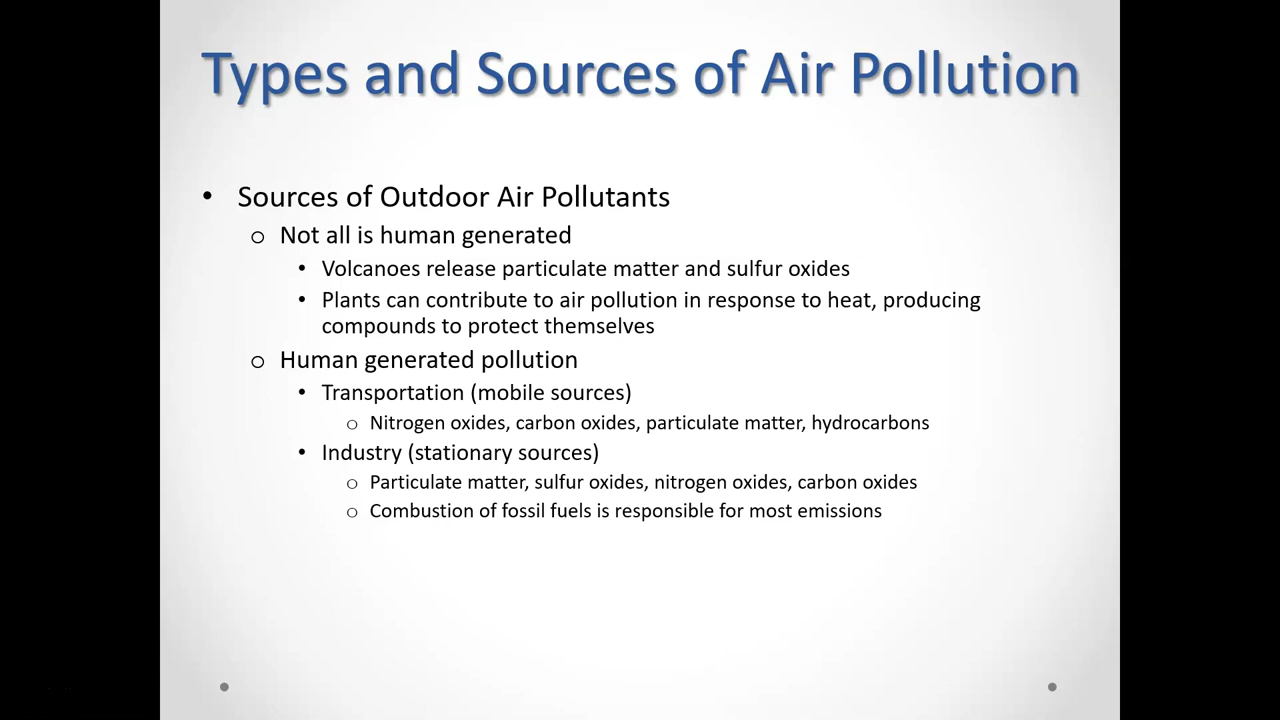 Types and Sources of Air Pollution
• Sources of Outdoor Air Pollutants
o Not all is human generated
• Volcanoes release particulate matter and sulfur oxides
• Plants can contribute to air pollution in response to heat, producing
compounds to protect themselves
o Human generated pollution
• Transportation (mobile sources)
o Nitrogen oxides, carbon oxides, particulate matter, hydrocarbons
• Industry (stationary sources)
o Particulate matter, sulfur oxides, nitrogen oxides, carbon oxides
o Combustion of fossil fuels is responsible for most emissions